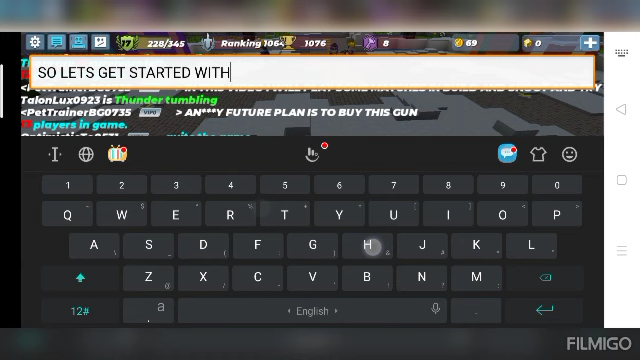 228/345 Ranking 1064 1076 8 69 0
SO LETS GET STARTED WITH
TalonLux0923 is Thunder tumbling
<PetTrainerBG0735 VIP > AN***Y FUTURE PLAN IS TO BUY THIS GUN
players in game.
1 2 3 4 5 6 7 8 9 0
Q W E R T Y U I O P
A S D F G H J K L
Z X C V B N M
12# , a English .
FILMIGO